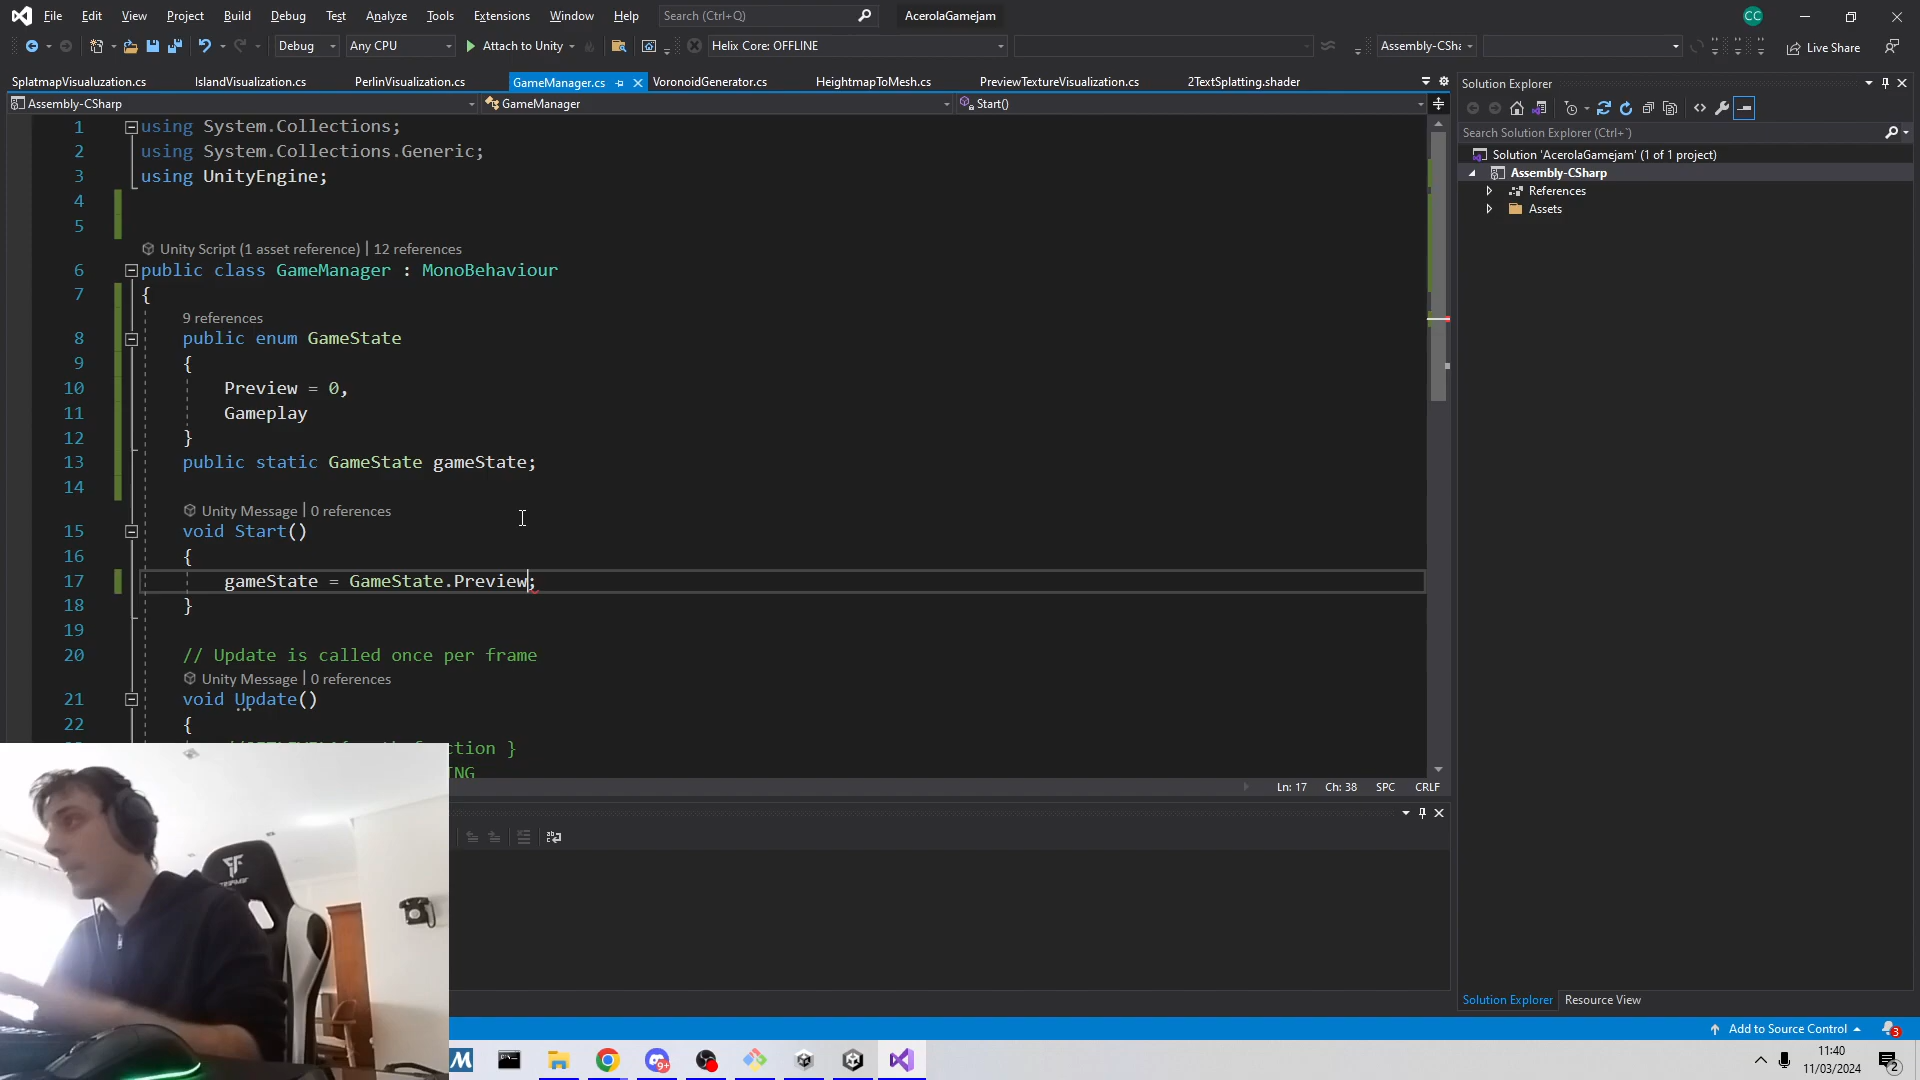 File Edit View Project Build Debug Test Analyze Tools Extensions Window Help Search (Ctrl+Q) AcerolaGamejam CC
Debug Any CPU Attach to Unity Helix Core: OFFLINE Assembly-CSha Live Share
SplatmapVisualuzation.cs IslandVisualization.cs PerlinVisualization.cs GameManager.cs VoronoidGenerator.cs HeightmapToMesh.cs PreviewTextureVisualization.cs 2TextSplatting.shader
Assembly-CSharp GameManager Start()
1 using System.Collections;
2 using System.Collections.Generic;
3 using UnityEngine;
4
5
Unity Script (1 asset reference) | 12 references
6 public class GameManager : MonoBehaviour
7 {
9 references
8 public enum GameState
9 {
10 Preview = 0,
11 Gameplay
12 }
13 public static GameState gameState;
14
Unity Message | 0 references
15 void Start()
16 {
17 gameState = GameState.Preview;
18 }
19
20 // Update is called once per frame
Unity Message | 0 references
21 void Update()
22 {
Ln: 17 Ch: 38 SPC CRLF
Solution Explorer
Search Solution Explorer (Ctrl+¨)
Solution 'AcerolaGamejam' (1 of 1 project)
Assembly-CSharp
References
Assets
Solution Explorer Resource View
Add to Source Control 3
9+
11:40
11/03/2024
2